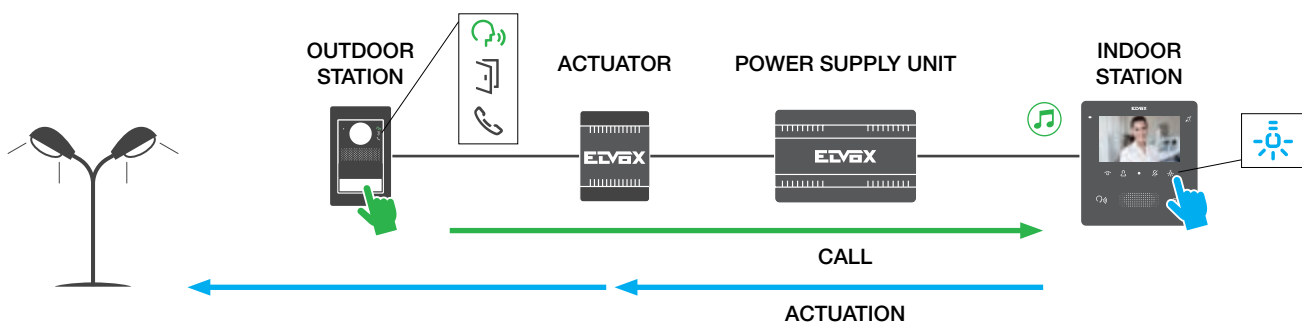 OUTDOOR
STATION
ACTUATOR
POWER SUPPLY UNIT
INDOOR
STATION
ELVOX
ELVOX
ELVOX
CALL
ACTUATION